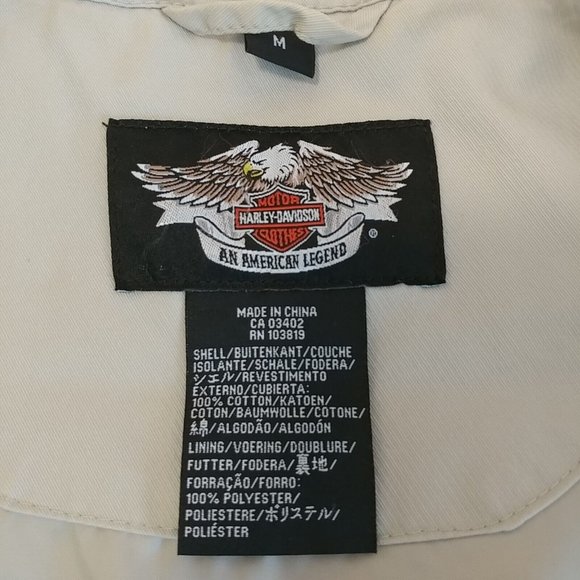 M
MOTOR
HARLEY-DAVIDSON
CLOTHES
AN AMERICAN LEGEND
®
MADE IN CHINA
CA 03402
RN 103819
SHELL/BUITENKANT/COUCHE
ISOLANTE/SCHALE/FODERA/
シェル/REVESTIMENTO
EXTERNO/CUBIERTA:
100% COTTON/KATOEN/
COTON/BAUMWOLLE/COTONE/
綿/ALGODÃO/ALGODÓN
LINING/VOERING/DOUBLURE/
FUTTER/FODERA/裏地/
FORRAÇÃO/FORRO:
100% POLYESTER/
POLIESTERE/ポリステル/
POLIÉSTER